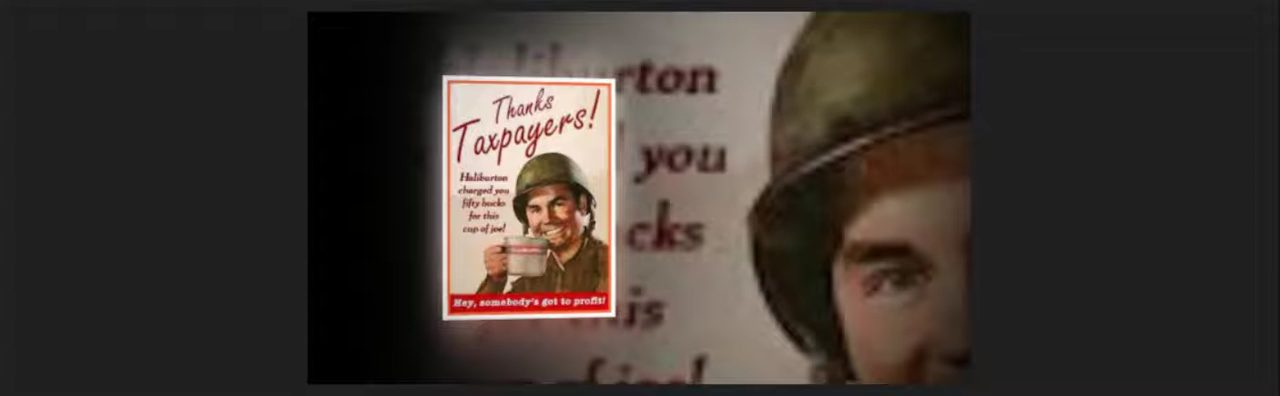 Thanks
Taxpayers!
Haliburton
charged you
fifty bucks
for this
cup of joe!
Hey, somebody's got to profit!
rton
you
cks
his